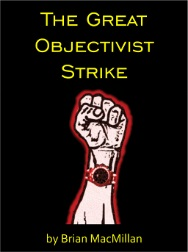 The Great
Objectivist
Strike
by Brian MacMillan